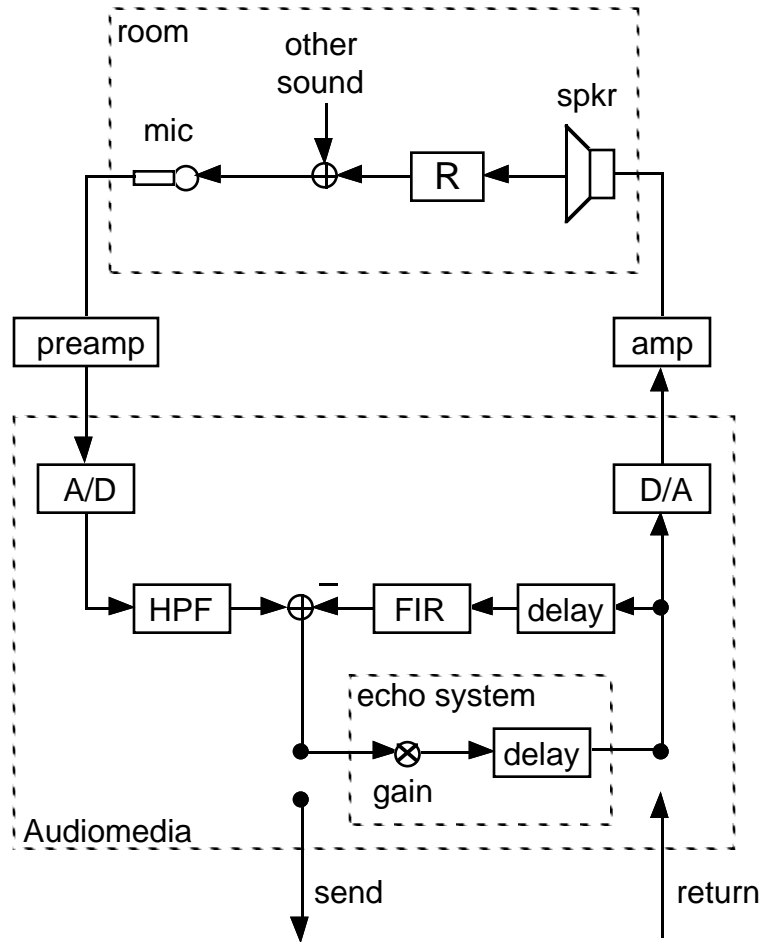 room
other
sound
spkr
mic
R
preamp
amp
A/D
D/A
–
HPF
FIR
delay
echo system
delay
gain
Audiomedia
send
return